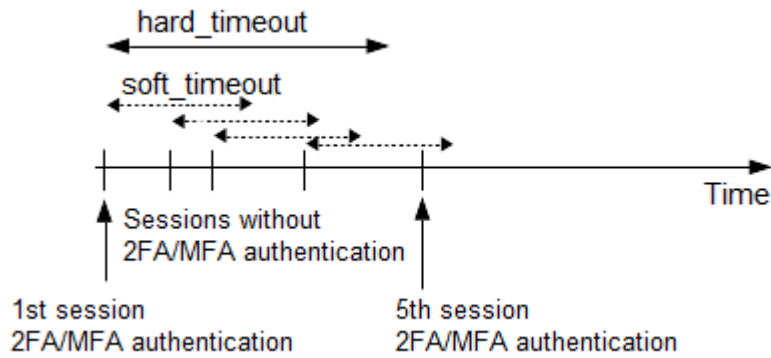 hard_timeout
soft_timeout
Time
Sessions without
2FA/MFA authentication
1st session
2FA/MFA authentication
5th session
2FA/MFA authentication